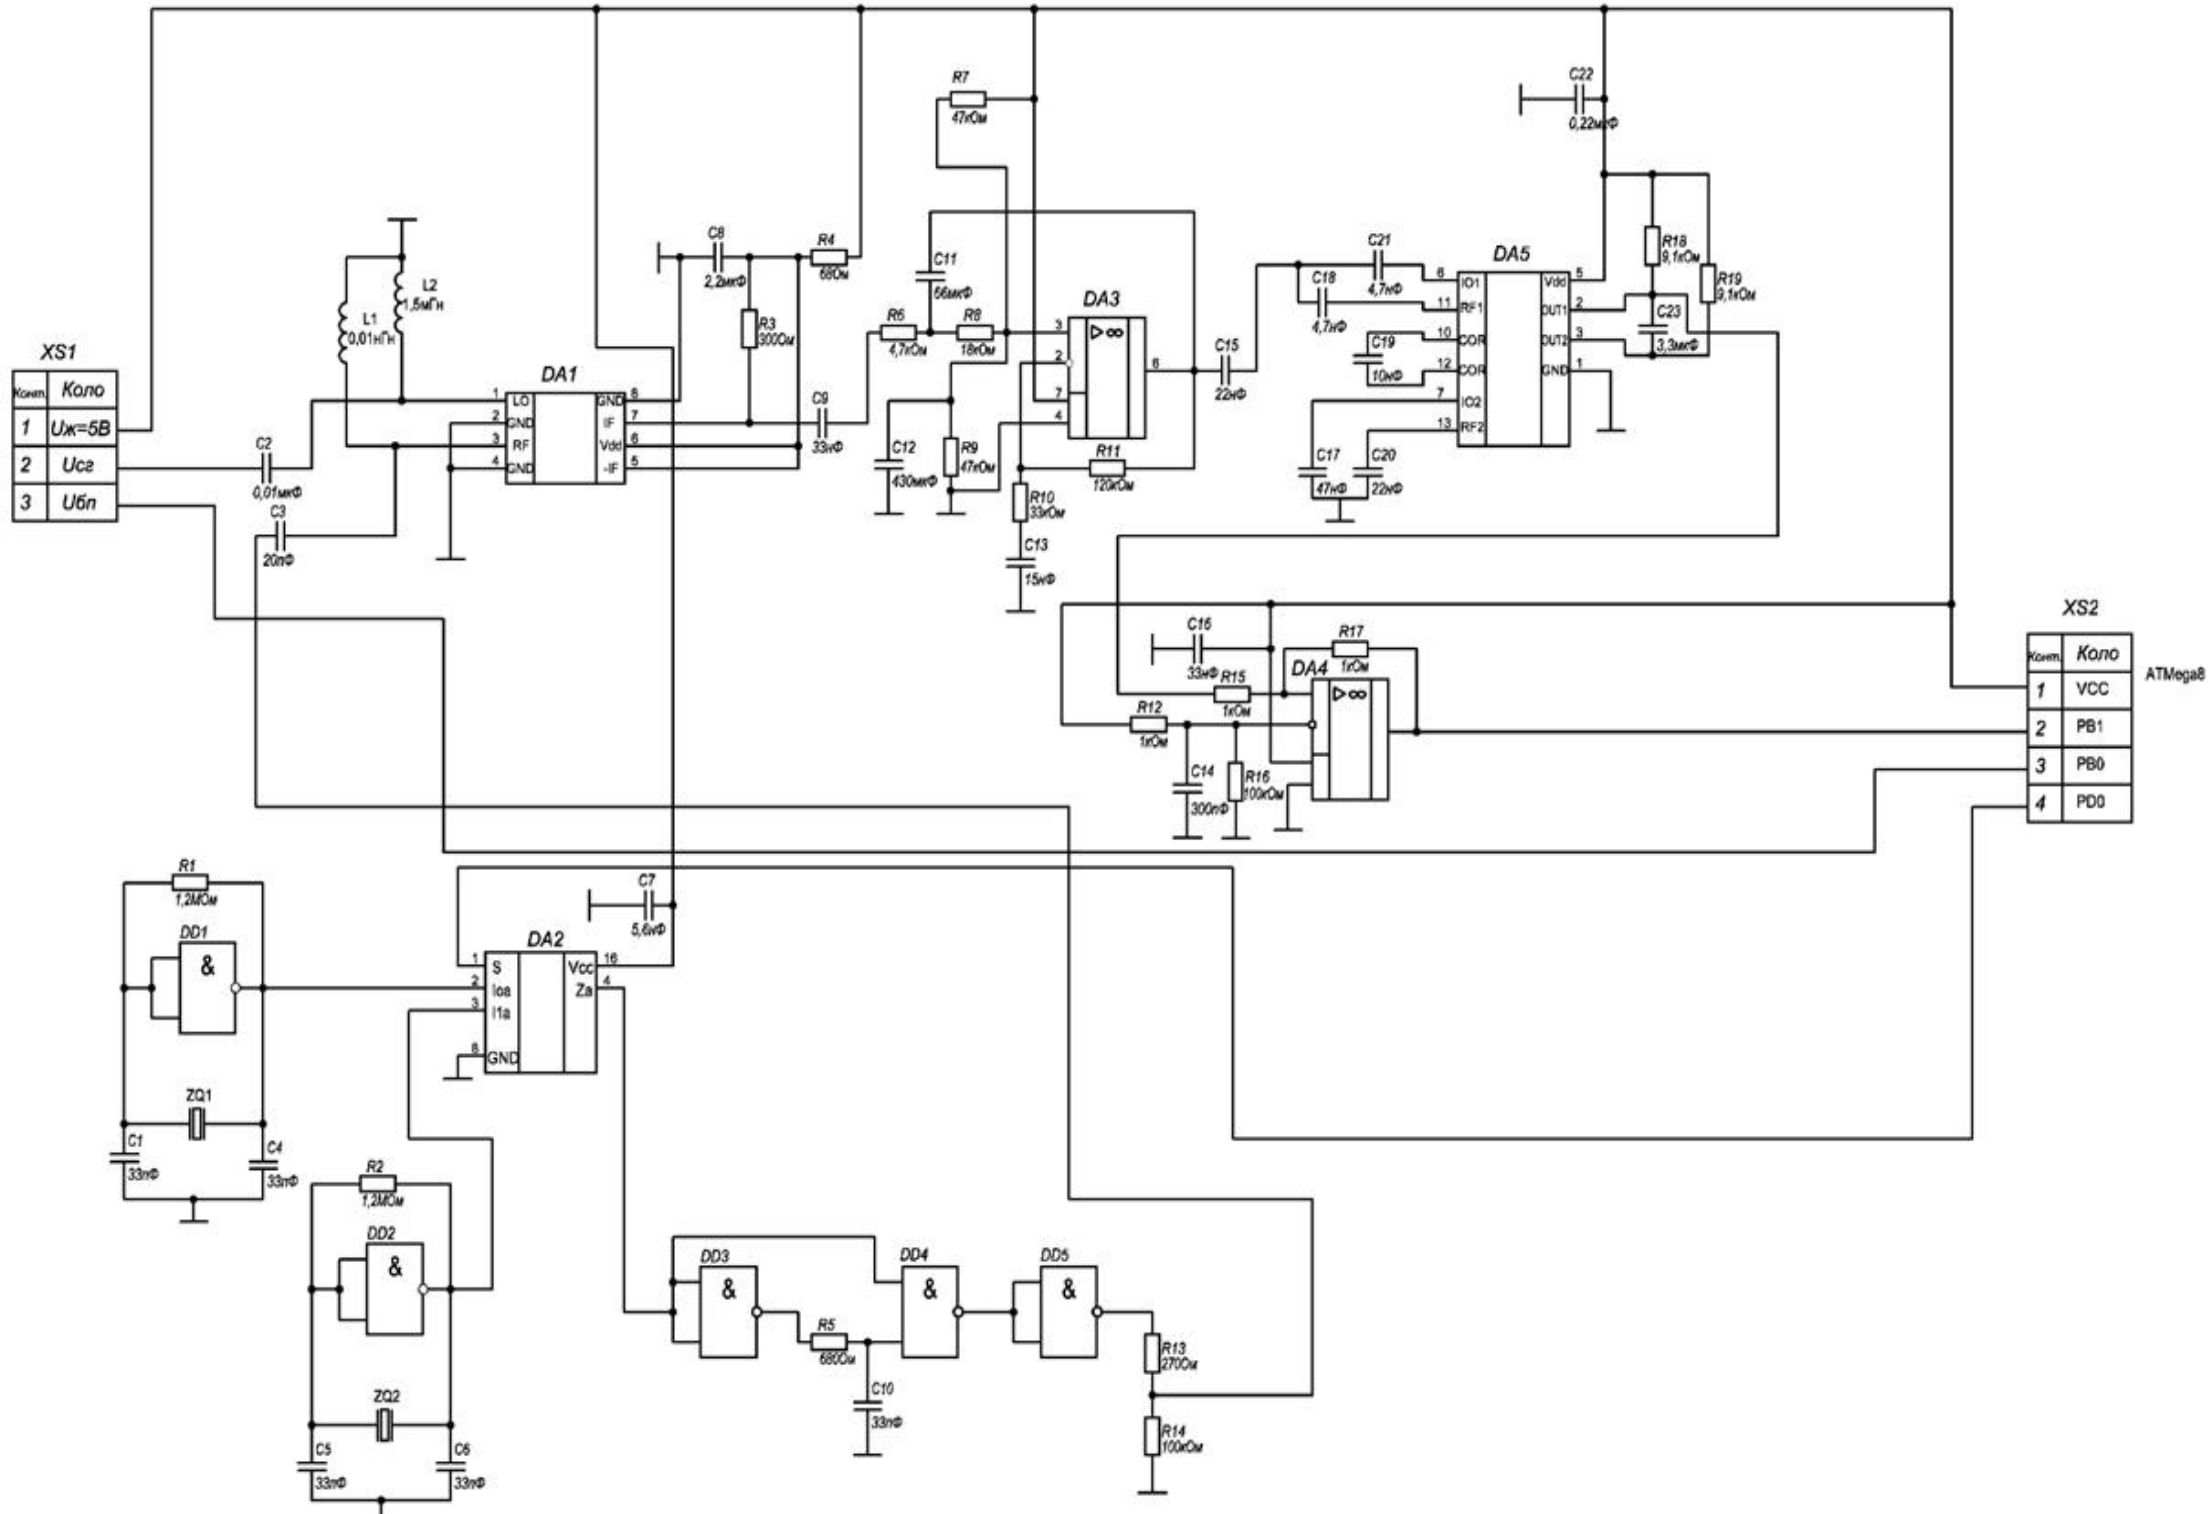 XS1
Конт. Коло
1 Uж=5В
2 Uсг
3 Uбп
C2
0,01мкФ
C3
20пФ
L1
0,01нГн
L2
1,5мГн
DA1
1 LO
2 GND
3 RF
4 GND
GND 8
IF 7
Vdd 6
-IF 5
C8
2,2мкФ
R3
300Ом
R4
68Ом
C9
33нФ
R6
4,7кОм
C11
66мкФ
R8
18кОм
R7
47кОм
C12
430мкФ
R9
47кОм
DA3
▷∞
3
2
7
4
6
R11
120кОм
R10
33кОм
C13
15нФ
C15
22нФ
C21
4,7нФ
C18
4,7нФ
C19
10нФ
C17
47нФ
C20
22нФ
DA5
6 IO1
11 RF1
10 COR
12 COR
7 IO2
13 RF2
Vdd 5
OUT1 2
OUT2 3
GND 1
C22
0,22мкФ
R18
9,1кОм
R19
9,1кОм
C23
3,3мкФ
C16
33нФ
R17
1кОм
R15
1кОм
DA4
▷∞
R12
1кОм
C14
300пФ
R16
100кОм
XS2
Конт. Коло
1 VCC
2 PB1
3 PB0
4 PD0
ATMega8
R1
1,2МОм
DD1
&
ZQ1
C1
33пФ
C4
33пФ
C7
5,6нФ
DA2
1 S
2 Ioa
3 I1a
8 GND
Vcc 16
Za 4
R2
1,2МОм
DD2
&
ZQ2
C5
33пФ
C6
33пФ
DD3
&
R5
680Ом
C10
33пФ
DD4
&
DD5
&
R13
270Ом
R14
100кОм